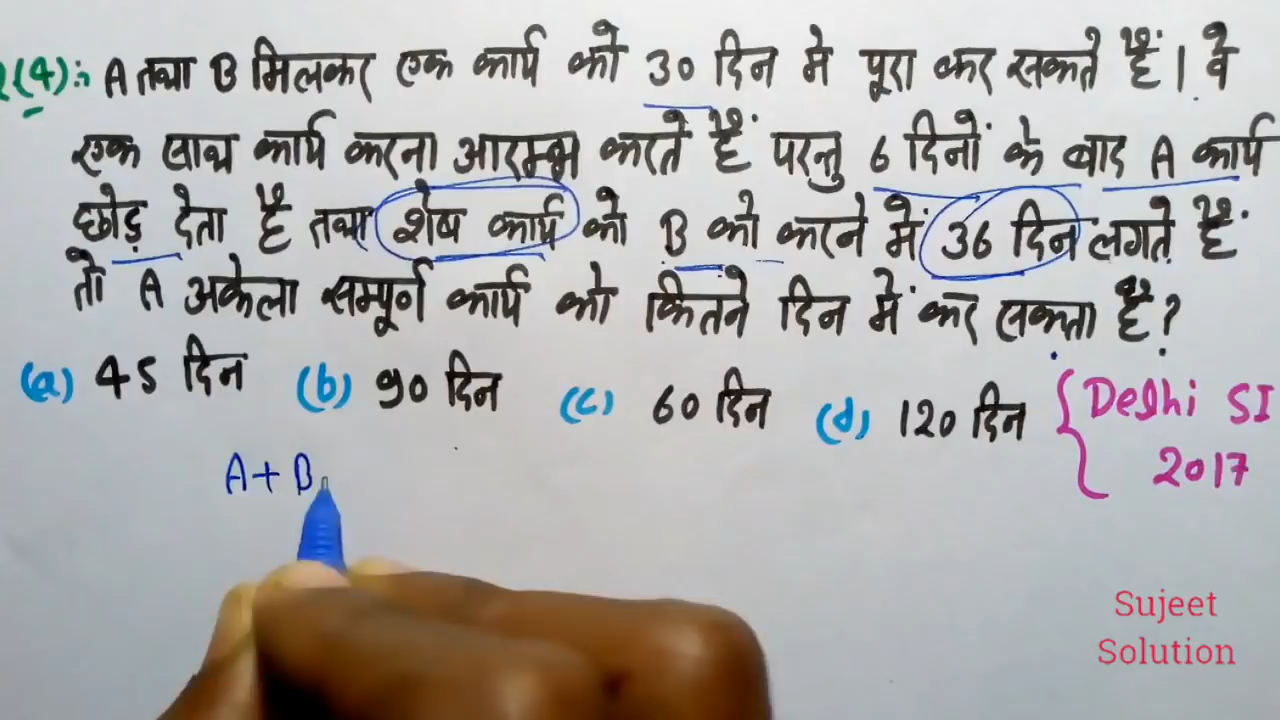 Q(4):- A तथा B मिलकर एक कार्य को 30 दिन मे पूरा कर सकते हैं। वे
एक साथ कार्य करना आरम्भ करते हैं परन्तु 6 दिनों के बाद A कार्य
छोड़ देता है तथा शेष कार्य को B को करने में 36 दिन लगते हैं
तो A अकेला सम्पूर्ण कार्य को कितने दिन में कर सकता है?
(a) 45 दिन (b) 90 दिन (c) 60 दिन (d) 120 दिन
{ Delhi SI
2017
A + B
Sujeet
Solution